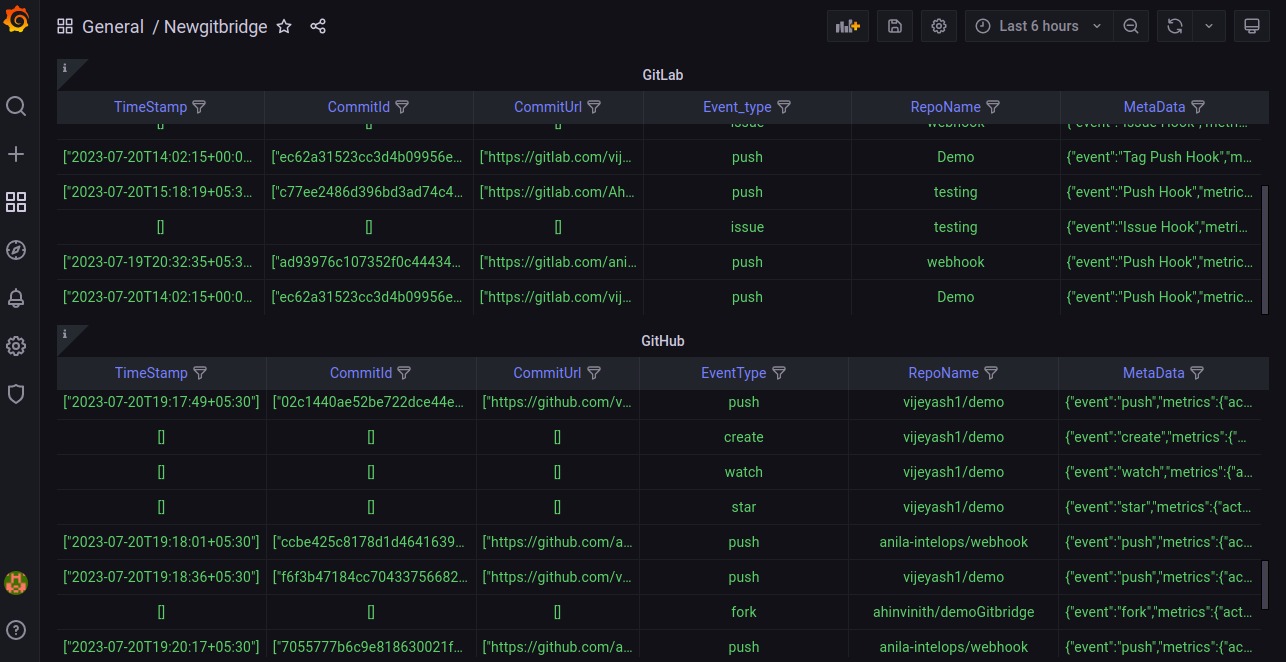 General / Newgitbridge Last 6 hours
i
GitLab
TimeStamp CommitId CommitUrl Event_type RepoName MetaData
[] [] [] issue webhook {"event":"Issue Hook","metri...
["2023-07-20T14:02:15+00:0... ["ec62a31523cc3d4b09956e... ["https://gitlab.com/vij... push Demo {"event":"Tag Push Hook","m...
["2023-07-20T15:18:19+05:3... ["c77ee2486d396bd3ad74c4... ["https://gitlab.com/Ah... push testing {"event":"Push Hook","metric...
[] [] [] issue testing {"event":"Issue Hook","metri...
["2023-07-19T20:32:35+05:3... ["ad93976c107352f0c44434... ["https://gitlab.com/ani... push webhook {"event":"Push Hook","metric...
["2023-07-20T14:02:15+00:0... ["ec62a31523cc3d4b09956e... ["https://gitlab.com/vij... push Demo {"event":"Push Hook","metric...
i
GitHub
TimeStamp CommitId CommitUrl EventType RepoName MetaData
["2023-07-20T19:17:49+05:30"] ["02c1440ae52be722dce44e... ["https://github.com/v... push vijeyash1/demo {"event":"push","metrics":{"ac...
[] [] [] create vijeyash1/demo {"event":"create","metrics":{"...
[] [] [] watch vijeyash1/demo {"event":"watch","metrics":{"a...
[] [] [] star vijeyash1/demo {"event":"star","metrics":{"act...
["2023-07-20T19:18:01+05:30"] ["ccbe425c8178d1d4641639... ["https://github.com/a... push anila-intelops/webhook {"event":"push","metrics":{"ac...
["2023-07-20T19:18:36+05:30"] ["f6f3b47184cc70433756682... ["https://github.com/v... push vijeyash1/demo {"event":"push","metrics":{"ac...
[] [] [] fork ahinvinith/demoGitbridge {"event":"fork","metrics":{"act...
["2023-07-20T19:20:17+05:30"] ["7055777b6c9e818630021f... ["https://github.com/a... push anila-intelops/webhook {"event":"push","metrics":{"ac...